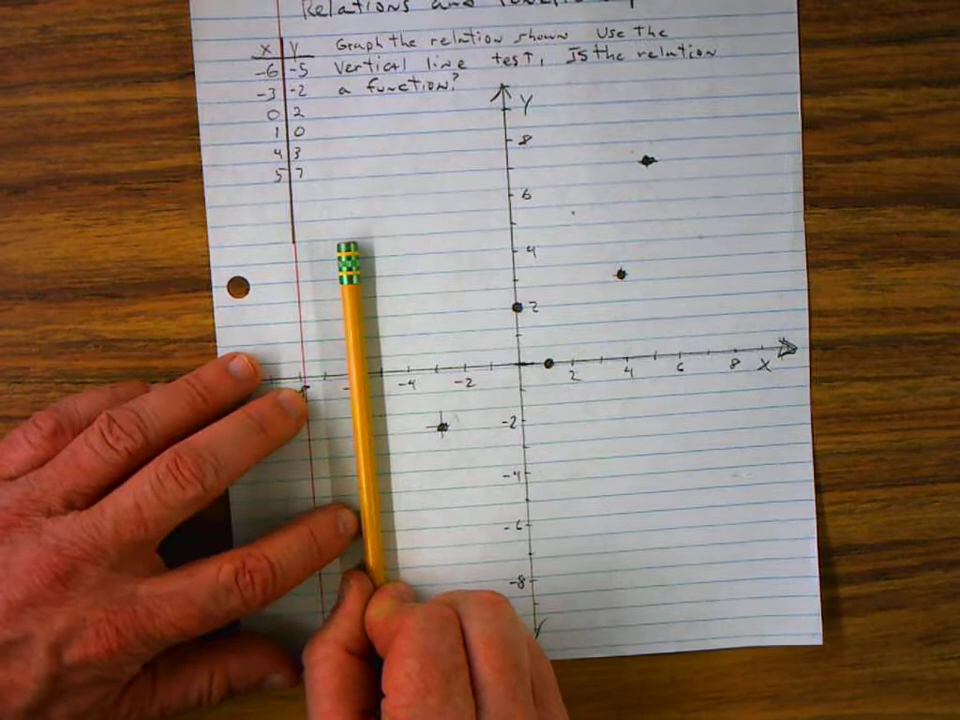 Relations and
x y
Graph the relation shown Use the
-6 -5
vertical line test, Is the relation
-3 -2
a function?
0 2
1 0
4 3
5 7
Y
8
6
4
2
-4 -2 2 4 6 8 X
-2
-4
-6
-8